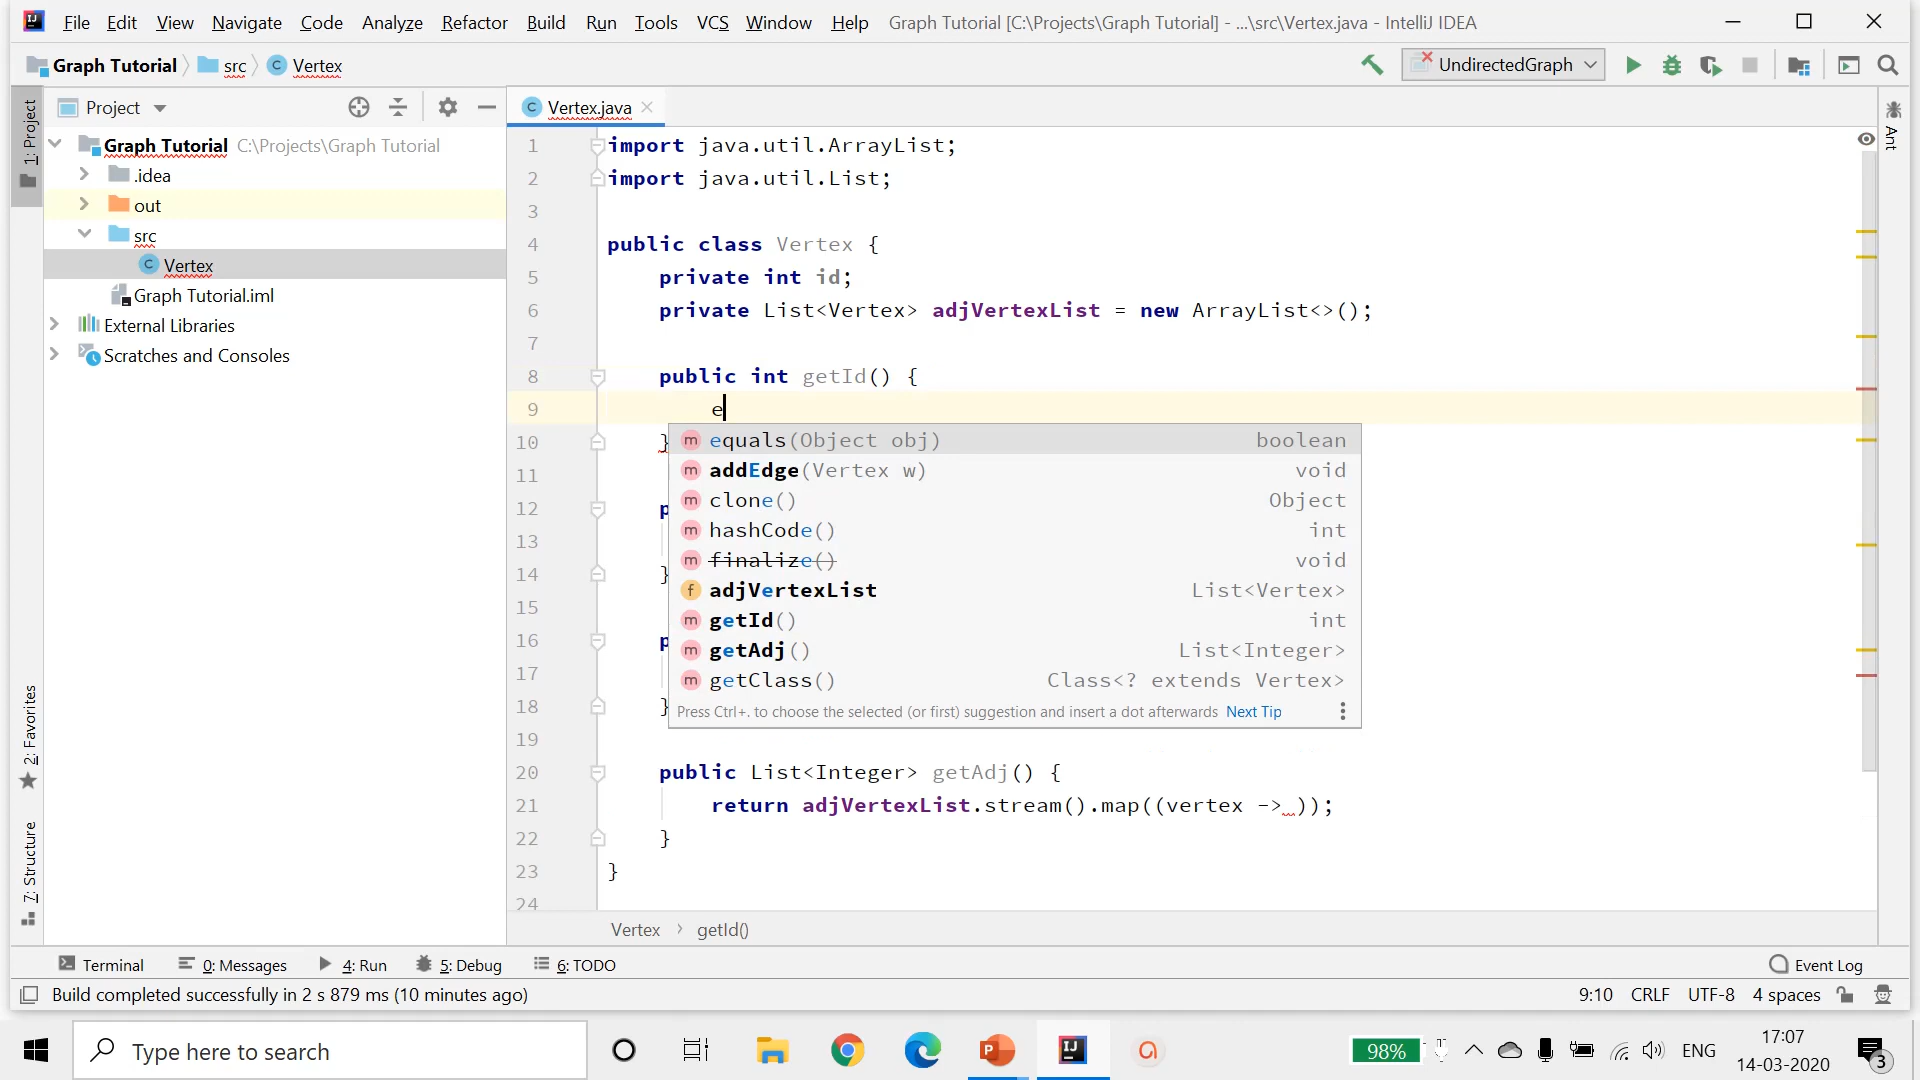 File Edit View Navigate Code Analyze Refactor Build Run Tools VCS Window Help Graph Tutorial [C:\Projects\Graph Tutorial] - ...\src\Vertex.java - IntelliJ IDEA
Graph Tutorial src Vertex UndirectedGraph
Project
Vertex.java
1: Project
Graph Tutorial C:\Projects\Graph Tutorial
.idea
out
src
Vertex
Graph Tutorial.iml
External Libraries
Scratches and Consoles
2: Favorites
7: Structure
Ant
1 import java.util.ArrayList;
2 import java.util.List;
3
4 public class Vertex {
5 private int id;
6 private List<Vertex> adjVertexList = new ArrayList<>();
7
8 public int getId() {
9 e
10 }
11
12 p
13
14 }
15
16 p
17
18 }
19
20 public List<Integer> getAdj() {
21 return adjVertexList.stream().map((vertex -> ));
22 }
23 }
24
equals(Object obj) boolean
addEdge(Vertex w) void
clone() Object
hashCode() int
finalize() void
adjVertexList List<Vertex>
getId() int
getAdj() List<Integer>
getClass() Class<? extends Vertex>
Press Ctrl+. to choose the selected (or first) suggestion and insert a dot afterwards Next Tip
Vertex › getId()
Terminal 0: Messages 4: Run 5: Debug 6: TODO Event Log
Build completed successfully in 2 s 879 ms (10 minutes ago) 9:10 CRLF UTF-8 4 spaces
Type here to search 98% ENG 17:07
14-03-2020
3